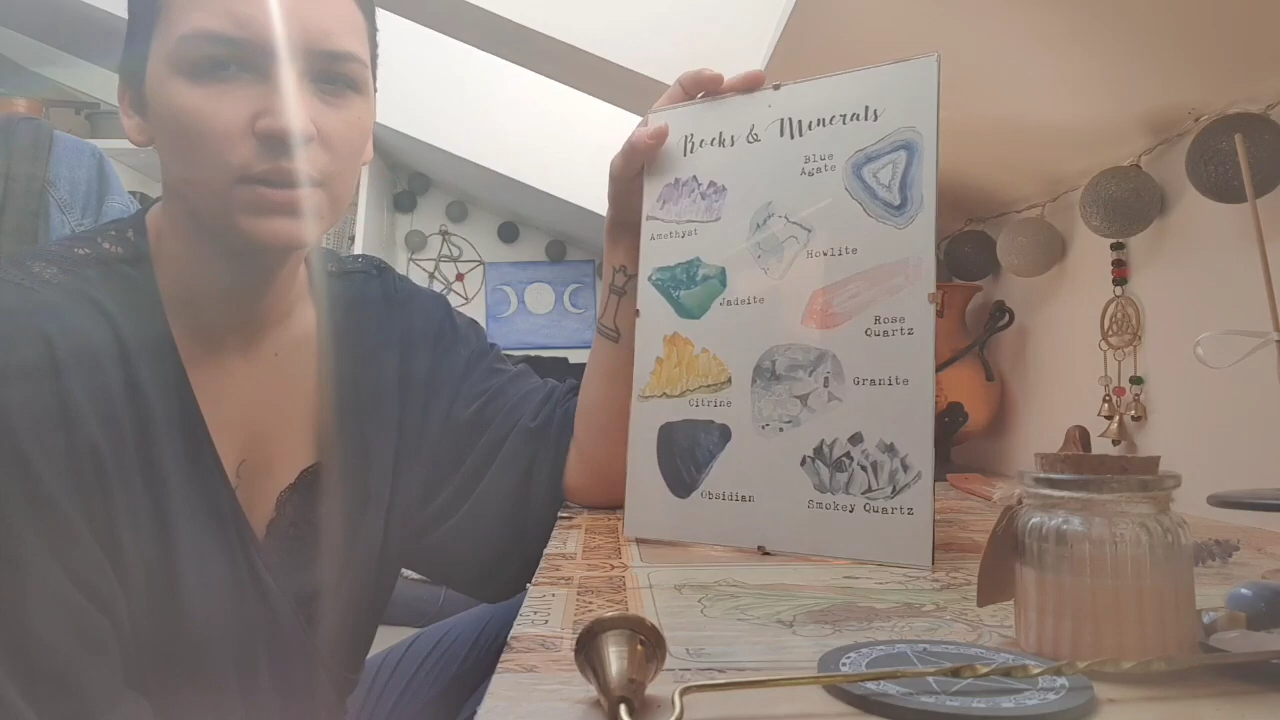 Rocks & Minerals
Blue
Agate
Amethyst
Howlite
Jadeite
Rose
Quartz
Granite
Citrine
Obsidian
Smokey Quartz